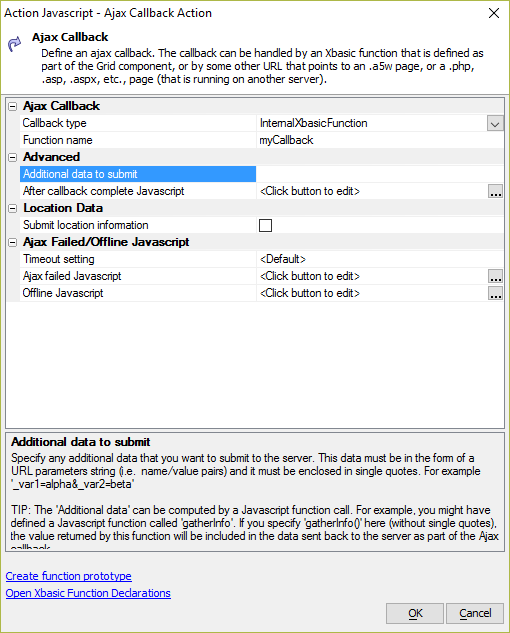 Action Javascript - Ajax Callback Action
Ajax Callback
Define an ajax callback. The callback can be handled by an Xbasic function that is defined as
part of the Grid component, or by some other URL that points to an .a5w page, or a .php,
.asp, .aspx, etc., page (that is running on another server).
Ajax Callback
Callback type InternalXbasicFunction
Function name myCallback
Advanced
Additional data to submit
After callback complete Javascript <Click button to edit> ...
Location Data
Submit location information
Ajax Failed/Offline Javascript
Timeout setting <Default>
Ajax failed Javascript <Click button to edit> ...
Offline Javascript <Click button to edit> ...
Additional data to submit
Specify any additional data that you want to submit to the server. This data must be in the form of a
URL parameters string (i.e. name/value pairs) and it must be enclosed in single quotes. For example
'_var1=alpha&_var2=beta'
TIP: The 'Additional data' can be computed by a Javascript function call. For example, you might have
defined a Javascript function called 'gatherInfo'. If you specify 'gatherInfo()' here (without single quotes),
the value returned by this function will be included in the data sent back to the server as part of the Ajax
callback
Create function prototype
Open Xbasic Function Declarations
OK Cancel